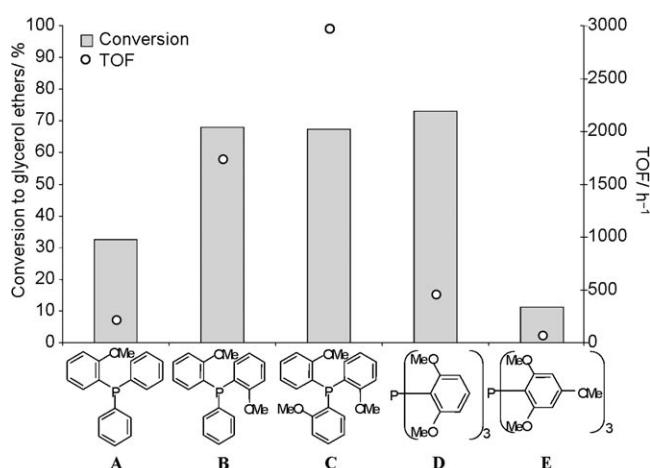 Conversion to glycerol ethers/ %
100
90
80
70
60
50
40
30
20
10
0
Conversion
TOF
3000
2500
2000
1500
1000
500
0
TOF/ h⁻¹
OMe
P
OMe
P
OMe
OMe
P
MeO
OMe
MeO
P
MeO
3
MeO
P
OMe
MeO
3
A B C D E